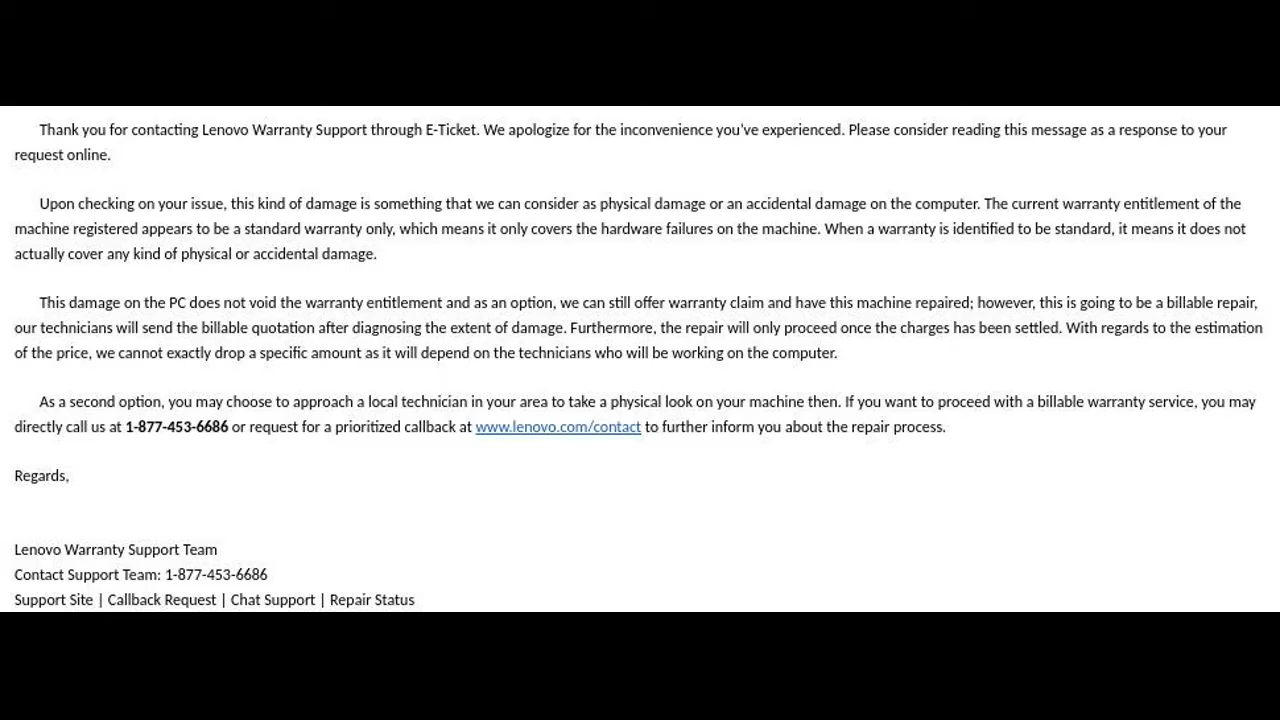 Thank you for contacting Lenovo Warranty Support through E-Ticket. We apologize for the inconvenience you've experienced. Please consider reading this message as a response to your
request online.
Upon checking on your issue, this kind of damage is something that we can consider as physical damage or an accidental damage on the computer. The current warranty entitlement of the
machine registered appears to be a standard warranty only, which means it only covers the hardware failures on the machine. When a warranty is identified to be standard, it means it does not
actually cover any kind of physical or accidental damage.
This damage on the PC does not void the warranty entitlement and as an option, we can still offer warranty claim and have this machine repaired; however, this is going to be a billable repair,
our technicians will send the billable quotation after diagnosing the extent of damage. Furthermore, the repair will only proceed once the charges has been settled. With regards to the estimation
of the price, we cannot exactly drop a specific amount as it will depend on the technicians who will be working on the computer.
As a second option, you may choose to approach a local technician in your area to take a physical look on your machine then. If you want to proceed with a billable warranty service, you may
directly call us at 1-877-453-6686 or request for a prioritized callback at www.lenovo.com/contact to further inform you about the repair process.
Regards,
Lenovo Warranty Support Team
Contact Support Team: 1-877-453-6686
Support Site | Callback Request | Chat Support | Repair Status